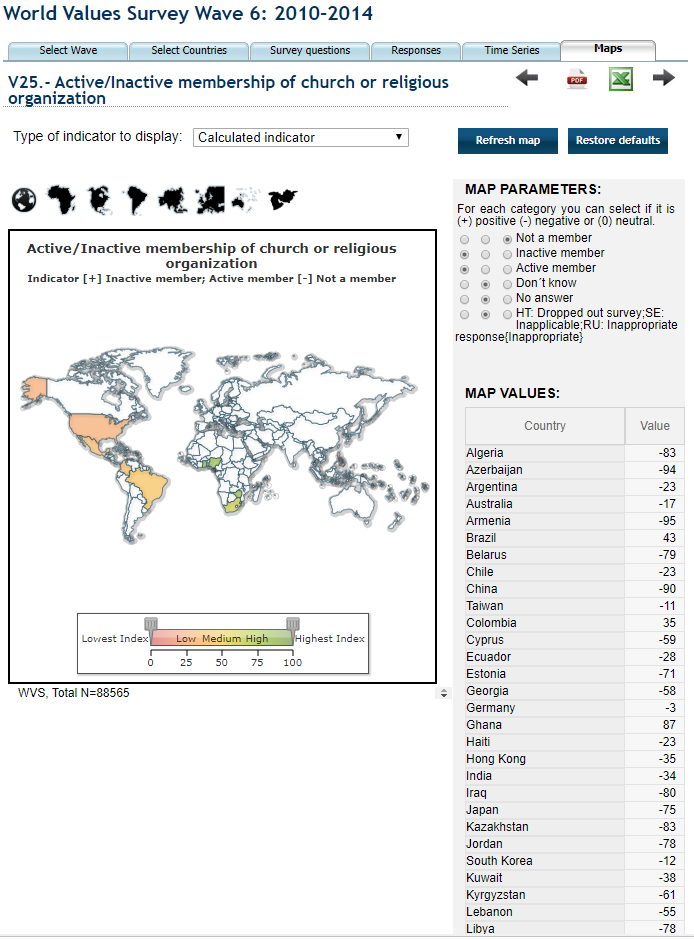 World Values Survey Wave 6: 2010-2014
Select Wave Select Countries Survey questions Responses Time Series Maps
V25.- Active/Inactive membership of church or religious
organization
PDF
Type of indicator to display: Calculated indicator
Refresh map Restore defaults
Active/Inactive membership of church or religious
organization
Indicator [+] Inactive member; Active member [-] Not a member
Lowest Index Low Medium High Highest Index
0 25 50 75 100
WVS, Total N=88565
MAP PARAMETERS:
For each category you can select if it is
(+) positive (-) negative or (0) neutral.
Not a member
Inactive member
Active member
Don´t know
No answer
HT: Dropped out survey;SE:
Inapplicable;RU: Inappropriate
response{Inappropriate}
MAP VALUES:
Country Value
Algeria -83
Azerbaijan -94
Argentina -23
Australia -17
Armenia -95
Brazil 43
Belarus -79
Chile -23
China -90
Taiwan -11
Colombia 35
Cyprus -59
Ecuador -28
Estonia -71
Georgia -58
Germany -3
Ghana 87
Haiti -23
Hong Kong -35
India -34
Iraq -80
Japan -75
Kazakhstan -83
Jordan -78
South Korea -12
Kuwait -38
Kyrgyzstan -61
Lebanon -55
Libya -78